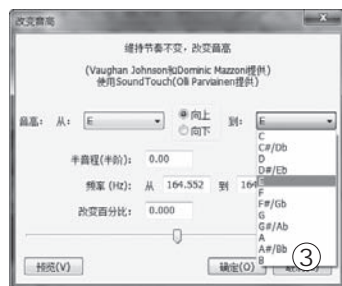 改变音高
维持节奏不变，改变音高
(Vaughan Johnson和Dominic Mazzoni提供)
使用SoundTouch(Olli Parviainen提供)
音高： 从： E 向上 到： E
向下
C
C#/Db
D
D#/Eb
E
F
F#/Gb
G
G#/Ab
A
A#/Bb
B
半音程(半阶)： 0.00
频率 (Hz)： 从 164.552 到 164
改变百分比： 0.000
预览(V) 确定(O)
③